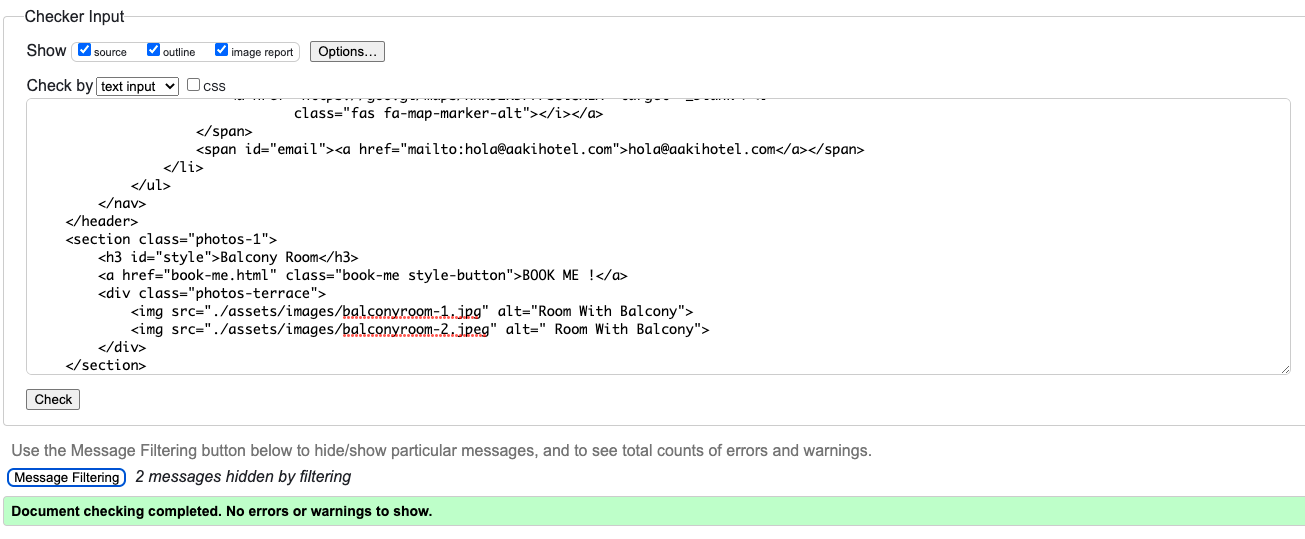 Checker Input
Show source outline image report Options...
Check by text input CSS
class="fas fa-map-marker-alt"></i></a>
</span>
<span id="email"><a href="mailto:hola@aakihotel.com">hola@aakihotel.com</a></span>
</li>
</ul>
</nav>
</header>
<section class="photos-1">
<h3 id="style">Balcony Room</h3>
<a href="book-me.html" class="book-me style-button">BOOK ME !</a>
<div class="photos-terrace">
<img src="./assets/images/balconyroom-1.jpg" alt="Room With Balcony">
<img src="./assets/images/balconyroom-2.jpeg" alt=" Room With Balcony">
</div>
</section>
Check
Use the Message Filtering button below to hide/show particular messages, and to see total counts of errors and warnings.
Message Filtering 2 messages hidden by filtering
Document checking completed. No errors or warnings to show.